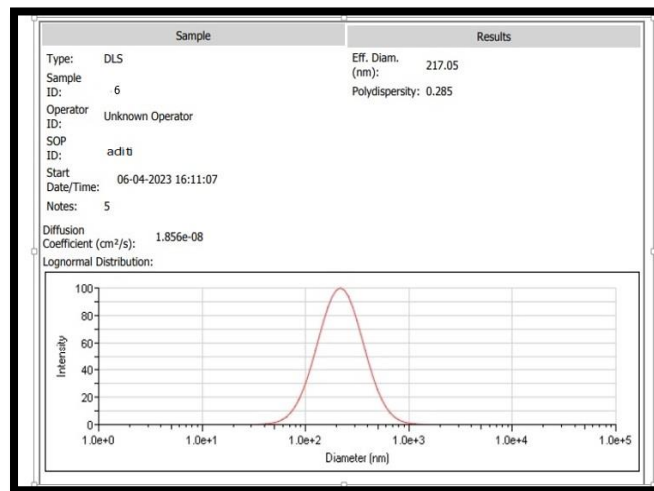 Sample
Results
Type: DLS
Sample
ID: 6
Operator
ID: Unknown Operator
SOP
ID: aditi
Start
Date/Time: 06-04-2023 16:11:07
Notes: 5
Diffusion
Coefficient (cm²/s): 1.856e-08
Eff. Diam.
(nm): 217.05
Polydispersity: 0.285
Lognormal Distribution:
100
80
60
40
20
0
Intensity
1.0e+0 1.0e+1 1.0e+2 1.0e+3 1.0e+4 1.0e+5
Diameter (nm)